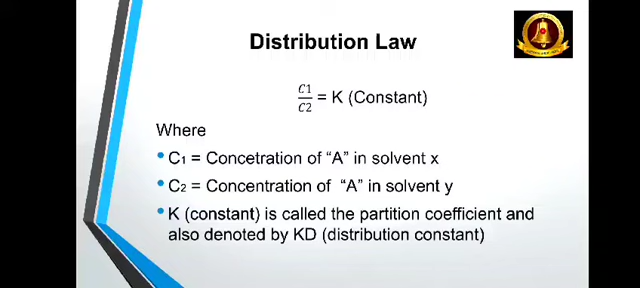 Distribution Law
C1
C2 = K (Constant)
Where
• C1 = Concetration of “A” in solvent x
• C2 = Concentration of “A” in solvent y
• K (constant) is called the partition coefficient and
also denoted by KD (distribution constant)